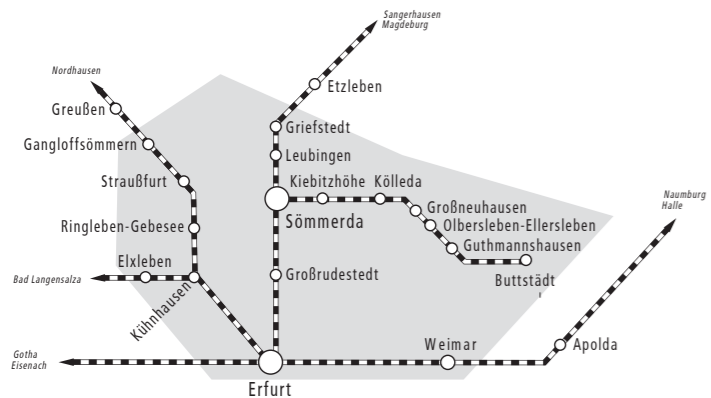 Sangerhausen
Magdeburg
Nordhausen
Etzleben
Greußen
Griefstedt
Gangloffsömmern
Leubingen
Straußfurt
Kiebitzhöhe
Kölleda
Naumburg
Halle
Großneuhausen
Sömmerda
Olbersleben-Ellersleben
Ringleben-Gebesee
Guthmannshausen
Elxleben
Bad Langensalza
Großrudestedt
Buttstädt
Kühnhausen
Gotha
Eisenach
Weimar
Apolda
Erfurt